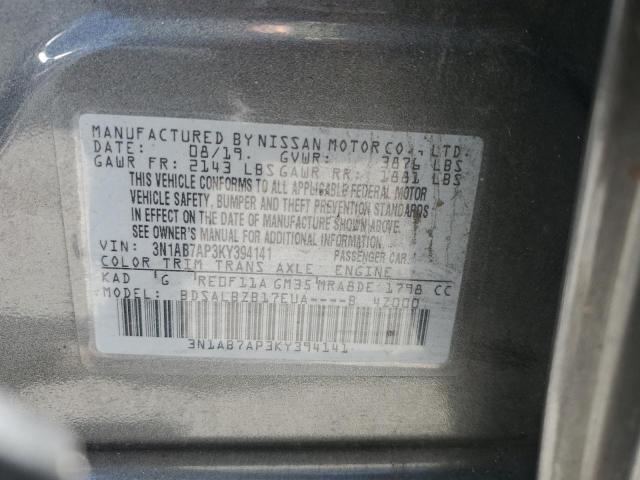 MANUFACTURED BY NISSAN MOTOR CO., LTD.
DATE: 08/19. GVWR: 3876 LBS
GAWR FR: 2143 LBS GAWR RR: 1881 LBS
THIS VEHICLE CONFORMS TO ALL APPLICABLE FEDERAL MOTOR
VEHICLE SAFETY, BUMPER AND THEFT PREVENTION STANDARDS
IN EFFECT ON THE DATE OF MANUFACTURE SHOWN ABOVE.
SEE OWNER'S MANUAL FOR ADDITIONAL INFORMATION.
VIN: 3N1AB7AP3KY394141 PASSENGER CAR
COLOR TRIM TRANS AXLE ENGINE
KAD G RE0F11A GM35 MRA8DE 1798 CC
MODEL: BDSALBZB17EUA----B 4Z000
3N1AB7AP3KY394141